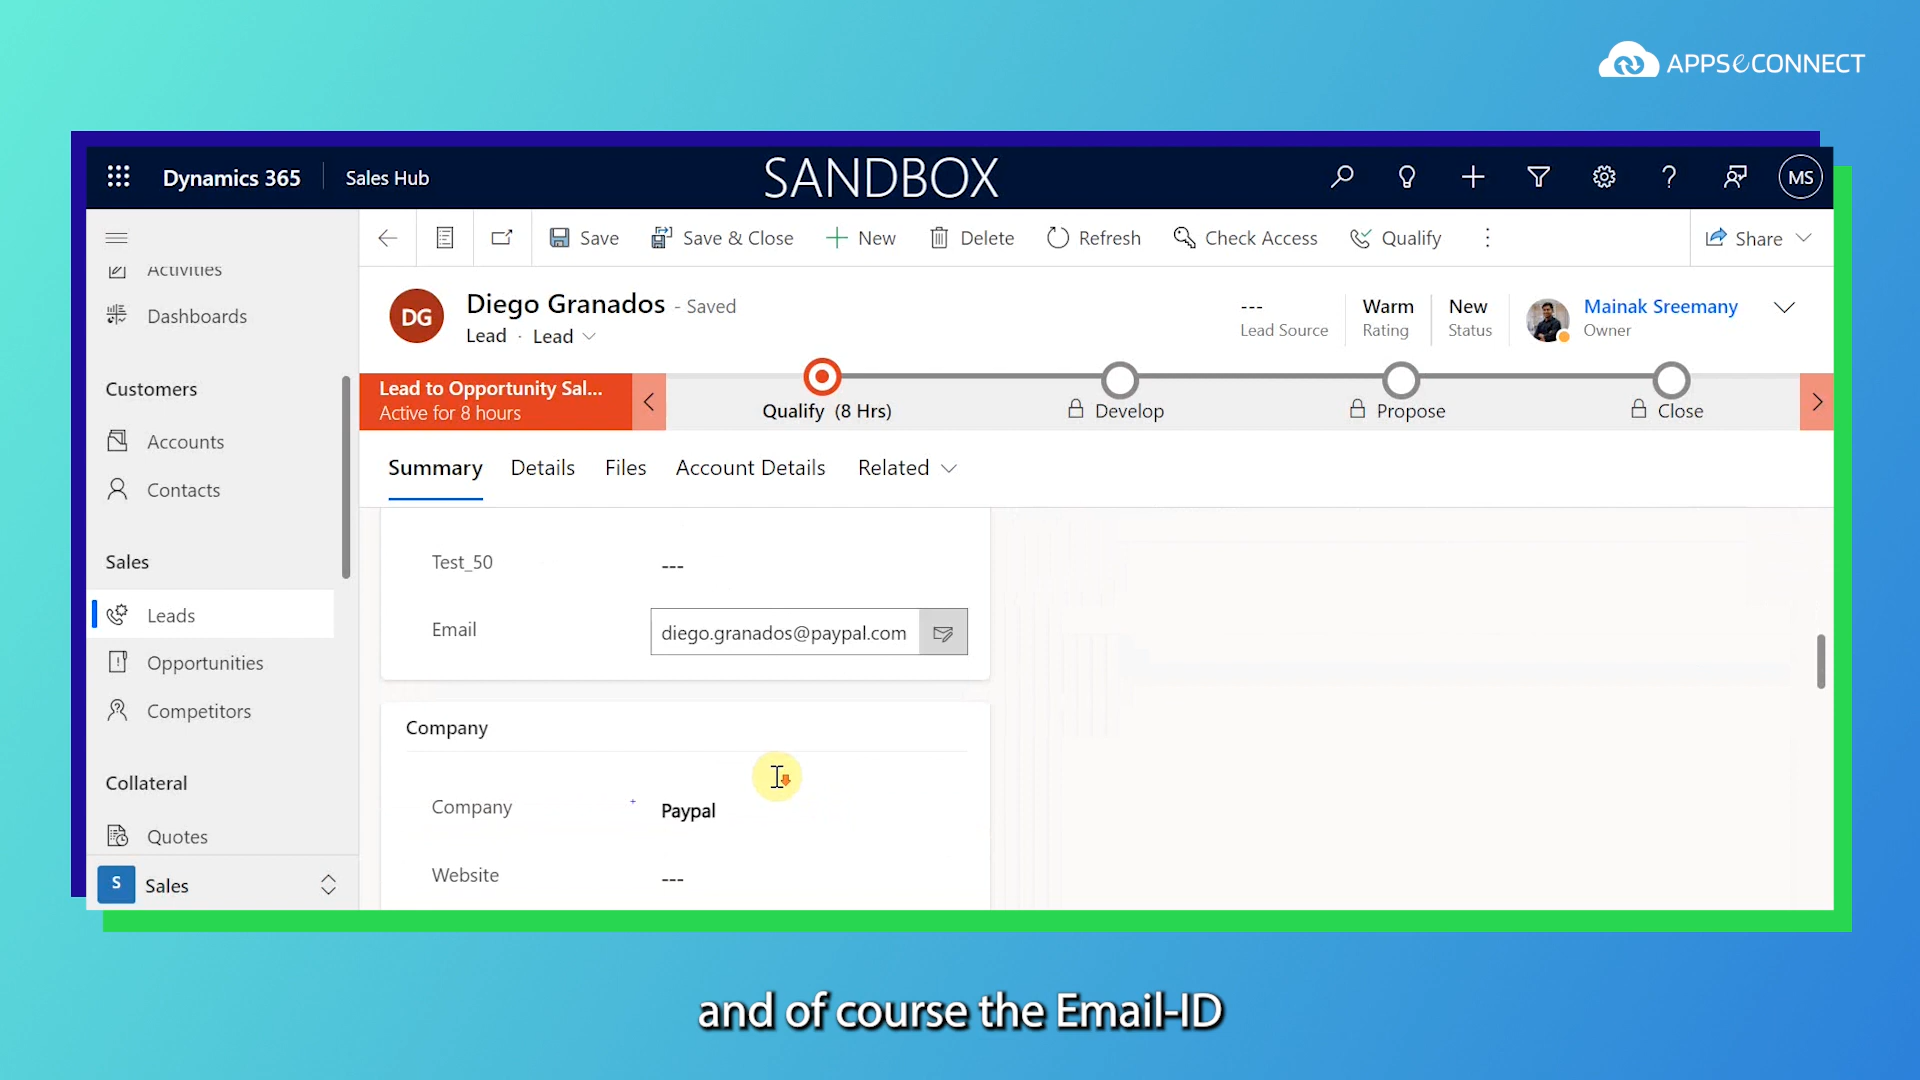 APPSeCONNECT
Dynamics 365
Sales Hub
SANDBOX
MS
Save
Save & Close
New
Delete
Refresh
Check Access
Qualify
Share
Activities
Dashboards
Customers
Accounts
Contacts
Sales
Leads
Opportunities
Competitors
Collateral
Quotes
S
Sales
DG
Diego Granados - Saved
Lead · Lead
---
Lead Source
Warm
Rating
New
Status
Mainak Sreemany
Owner
Lead to Opportunity Sal...
Active for 8 hours
Qualify (8 Hrs)
Develop
Propose
Close
Summary
Details
Files
Account Details
Related
Test_50
---
Email
diego.granados@paypal.com
Company
Company
+
Paypal
Website
---
and of course the Email-ID